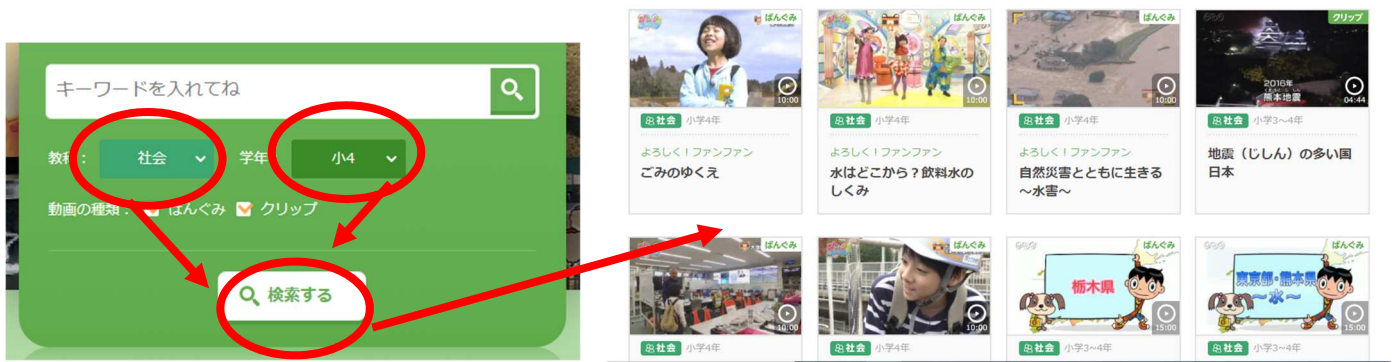 キーワードを入れてね
教科： 社会 学年： 小4
動画の種類： ばんぐみ クリップ
検索する
ばんぐみ
10:00
社会 小学4年
よろしく！ファンファン
ごみのゆくえ
ばんぐみ
10:00
社会 小学4年
よろしく！ファンファン
水はどこから？飲料水の
しくみ
ばんぐみ
10:00
社会 小学4年
よろしく！ファンファン
自然災害とともに生きる
～水害～
クリップ
2016年
熊本地震
04:44
社会 小学3～4年
地震（じしん）の多い国
日本
ばんぐみ
10:00
社会 小学4年
ばんぐみ
10:00
社会 小学4年
ばんぐみ
栃木県
15:00
社会 小学3～4年
ばんぐみ
東京都・熊本県
～水～
15:00
社会 小学3～4年